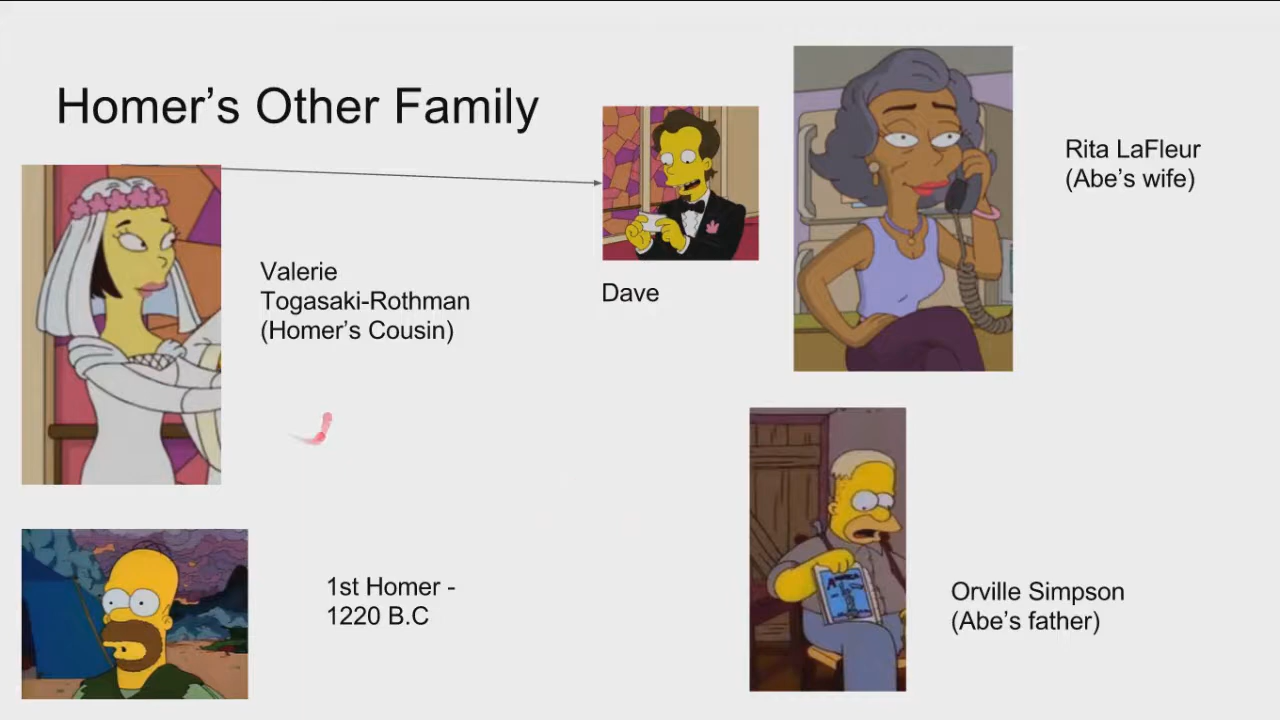 Homer's Other Family
Rita LaFleur
(Abe's wife)
Valerie
Togasaki-Rothman
(Homer's Cousin)
Dave
1st Homer -
1220 B.C
Orville Simpson
(Abe's father)